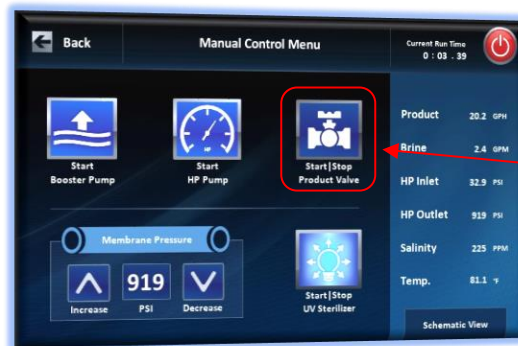 Back
Manual Control Menu
Current Run Time
0 : 03 . 39
Start
Booster Pump
Start
HP Pump
Start|Stop
Product Valve
Product 20.2 GPH
Brine 2.4 GPM
HP Inlet 32.9 PSI
HP Outlet 919 PSI
Salinity 225 PPM
Temp. 81.1 °F
Membrane Pressure
919
Increase PSI Decrease
Start|Stop
UV Sterilizer
Schematic View